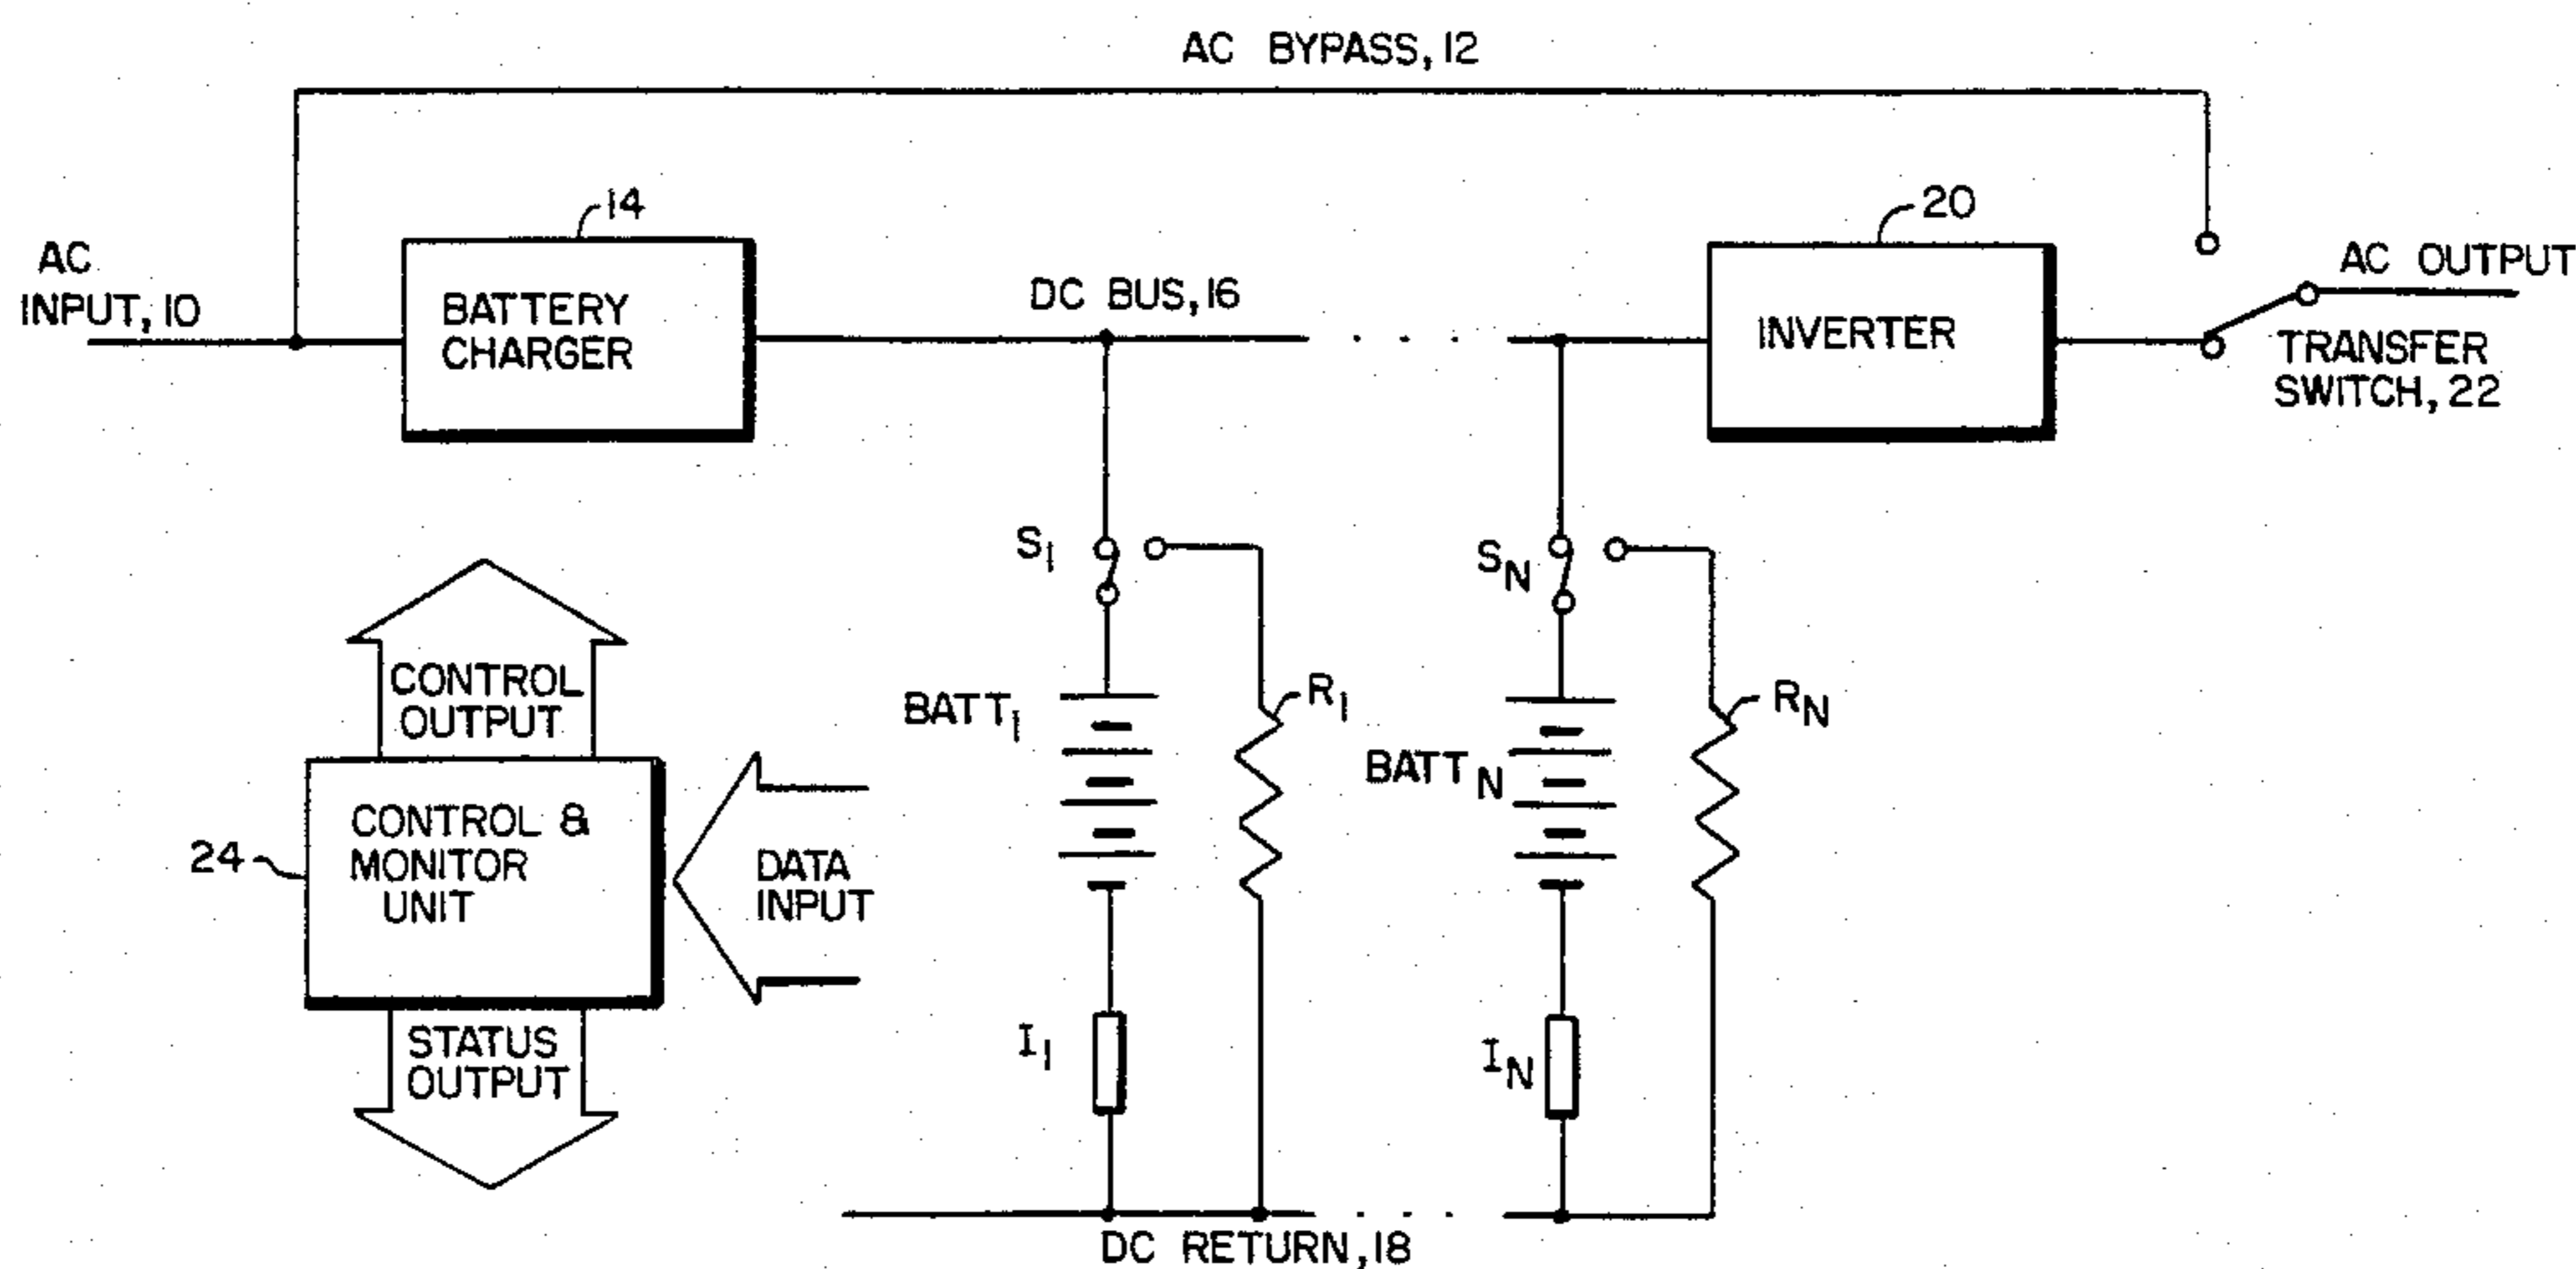 AC BYPASS, 12
14
20
AC
INPUT, 10
BATTERY
CHARGER
DC BUS, 16
INVERTER
AC OUTPUT
TRANSFER
SWITCH, 22
S1
SN
CONTROL
OUTPUT
BATT1
R1
BATTN
RN
24
CONTROL &
MONITOR
UNIT
DATA
INPUT
STATUS
OUTPUT
I1
IN
DC RETURN, 18